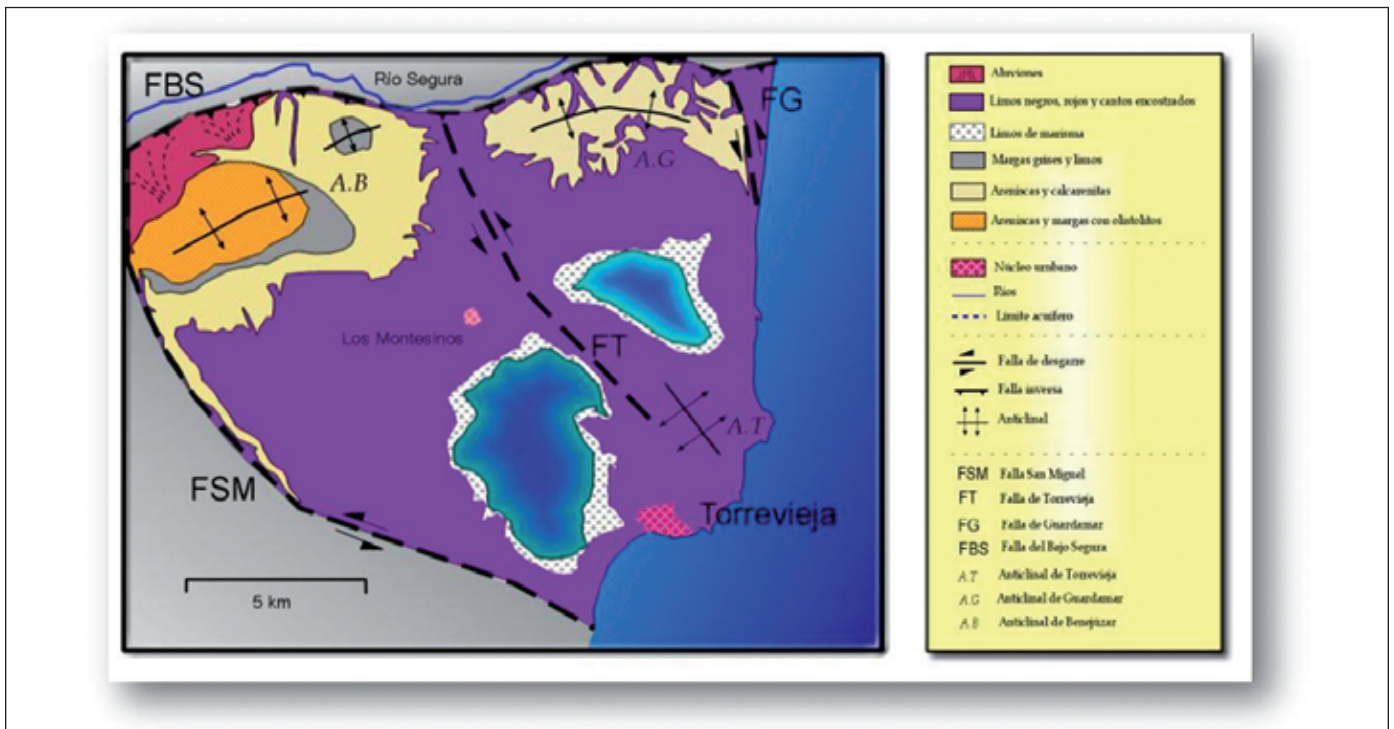 FBS
Río Segura
FG
A.G
A.B
Los Montesinos
FT
A.T
FSM
Torrevieja
5 km
Aluviones
Limos negros, rojos y cantos encostrados
Limos de marisma
Margas grises y limos
Areniscas y calcarenitas
Areniscas y margas con olistolitos
Núcleo urbano
Ríos
Límite acuífero
Falla de desgarre
Falla inversa
Anticlinal
FSM Falla San Miguel
FT Falla de Torrevieja
FG Falla de Guardamar
FBS Falla del Bajo Segura
A.T Anticlinal de Torrevieja
A.G Anticlinal de Guardamar
A.B Anticlinal de Benejúzar